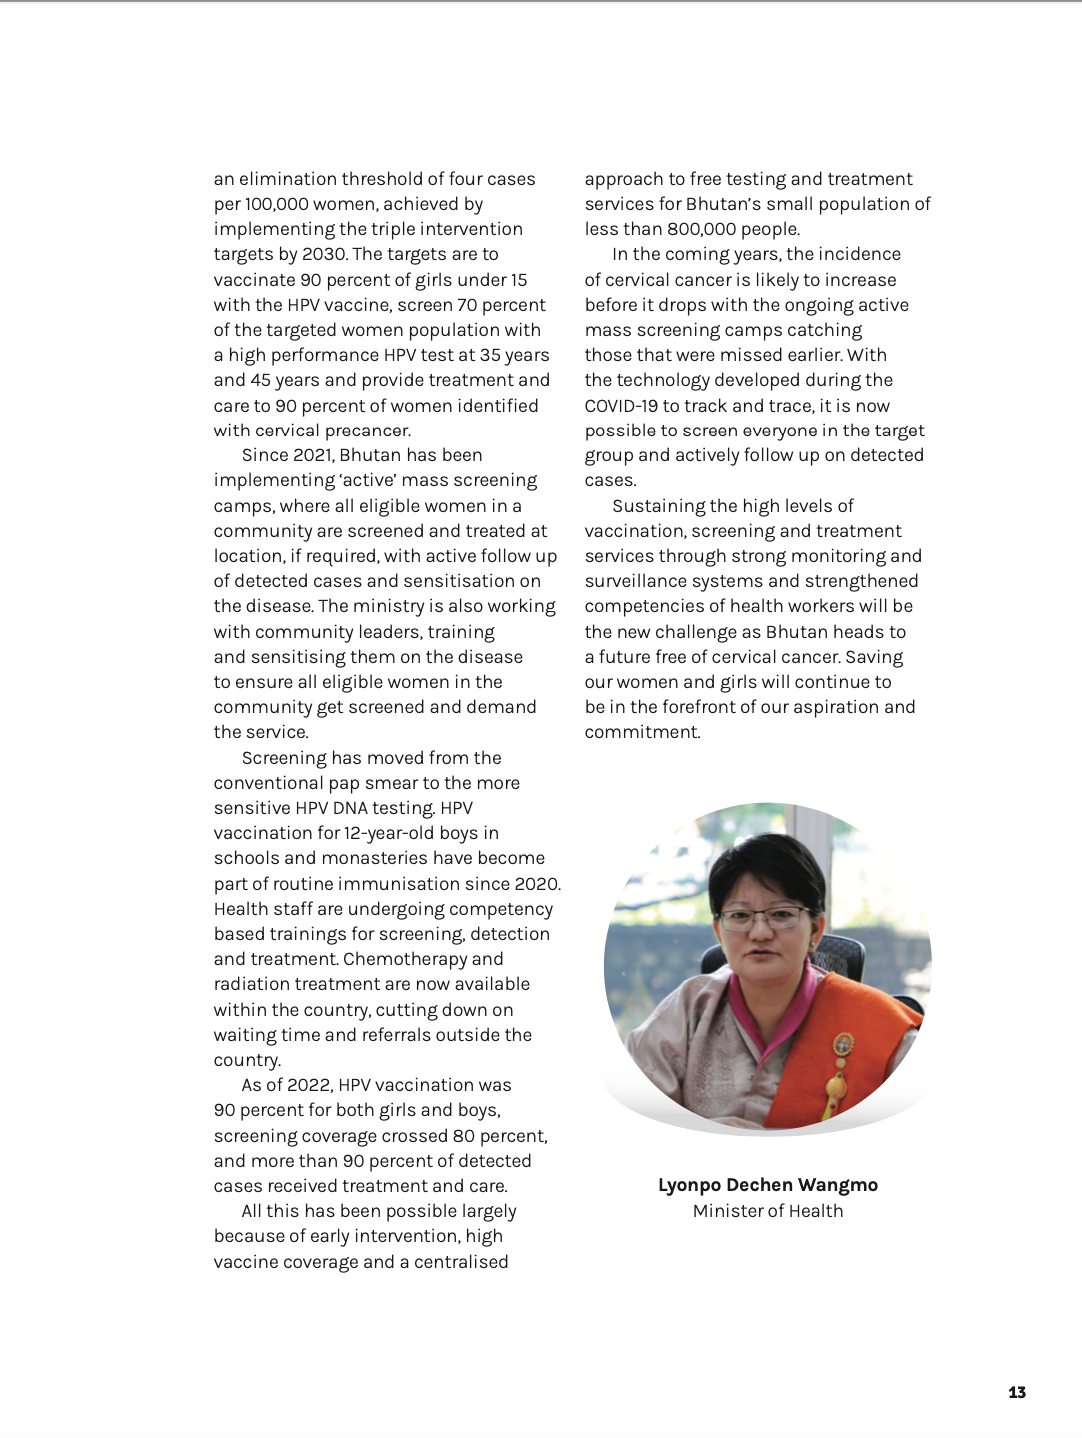 an elimination threshold of four cases
per 100,000 women, achieved by
implementing the triple intervention
targets by 2030. The targets are to
vaccinate 90 percent of girls under 15
with the HPV vaccine, screen 70 percent
of the targeted women population with
a high performance HPV test at 35 years
and 45 years and provide treatment and
care to 90 percent of women identified
with cervical precancer.
Since 2021, Bhutan has been
implementing ‘active’ mass screening
camps, where all eligible women in a
community are screened and treated at
location, if required, with active follow up
of detected cases and sensitisation on
the disease. The ministry is also working
with community leaders, training
and sensitising them on the disease
to ensure all eligible women in the
community get screened and demand
the service.
Screening has moved from the
conventional pap smear to the more
sensitive HPV DNA testing. HPV
vaccination for 12-year-old boys in
schools and monasteries have become
part of routine immunisation since 2020.
Health staff are undergoing competency
based trainings for screening, detection
and treatment. Chemotherapy and
radiation treatment are now available
within the country, cutting down on
waiting time and referrals outside the
country.
As of 2022, HPV vaccination was
90 percent for both girls and boys,
screening coverage crossed 80 percent,
and more than 90 percent of detected
cases received treatment and care.
All this has been possible largely
because of early intervention, high
vaccine coverage and a centralised
approach to free testing and treatment
services for Bhutan’s small population of
less than 800,000 people.
In the coming years, the incidence
of cervical cancer is likely to increase
before it drops with the ongoing active
mass screening camps catching
those that were missed earlier. With
the technology developed during the
COVID-19 to track and trace, it is now
possible to screen everyone in the target
group and actively follow up on detected
cases.
Sustaining the high levels of
vaccination, screening and treatment
services through strong monitoring and
surveillance systems and strengthened
competencies of health workers will be
the new challenge as Bhutan heads to
a future free of cervical cancer. Saving
our women and girls will continue to
be in the forefront of our aspiration and
commitment.
Lyonpo Dechen Wangmo
Minister of Health
13